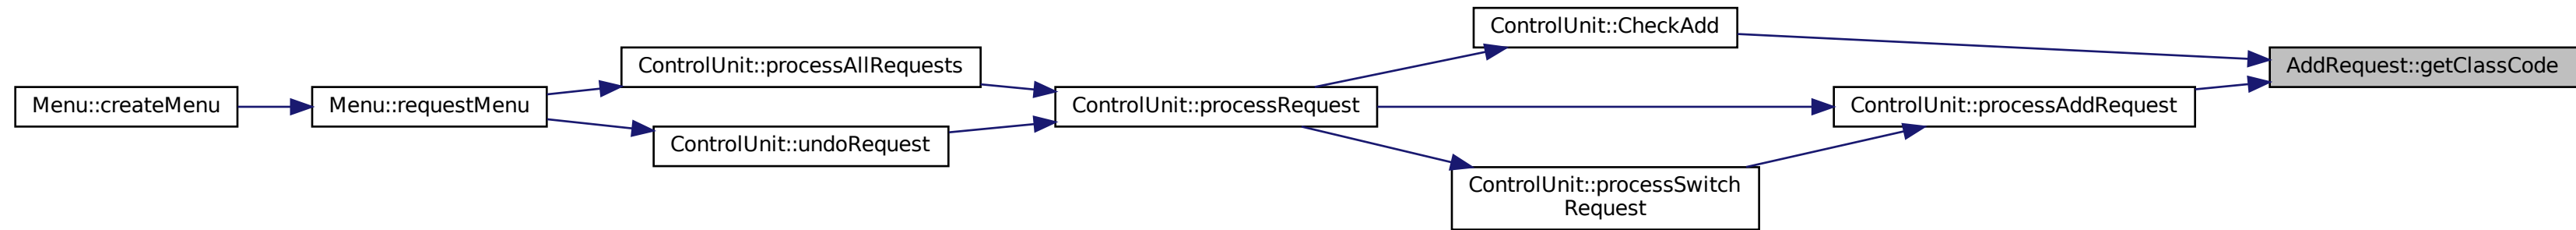 Menu::createMenu
Menu::requestMenu
ControlUnit::processAllRequests
ControlUnit::undoRequest
ControlUnit::processRequest
ControlUnit::CheckAdd
ControlUnit::processAddRequest
ControlUnit::processSwitch
Request
AddRequest::getClassCode